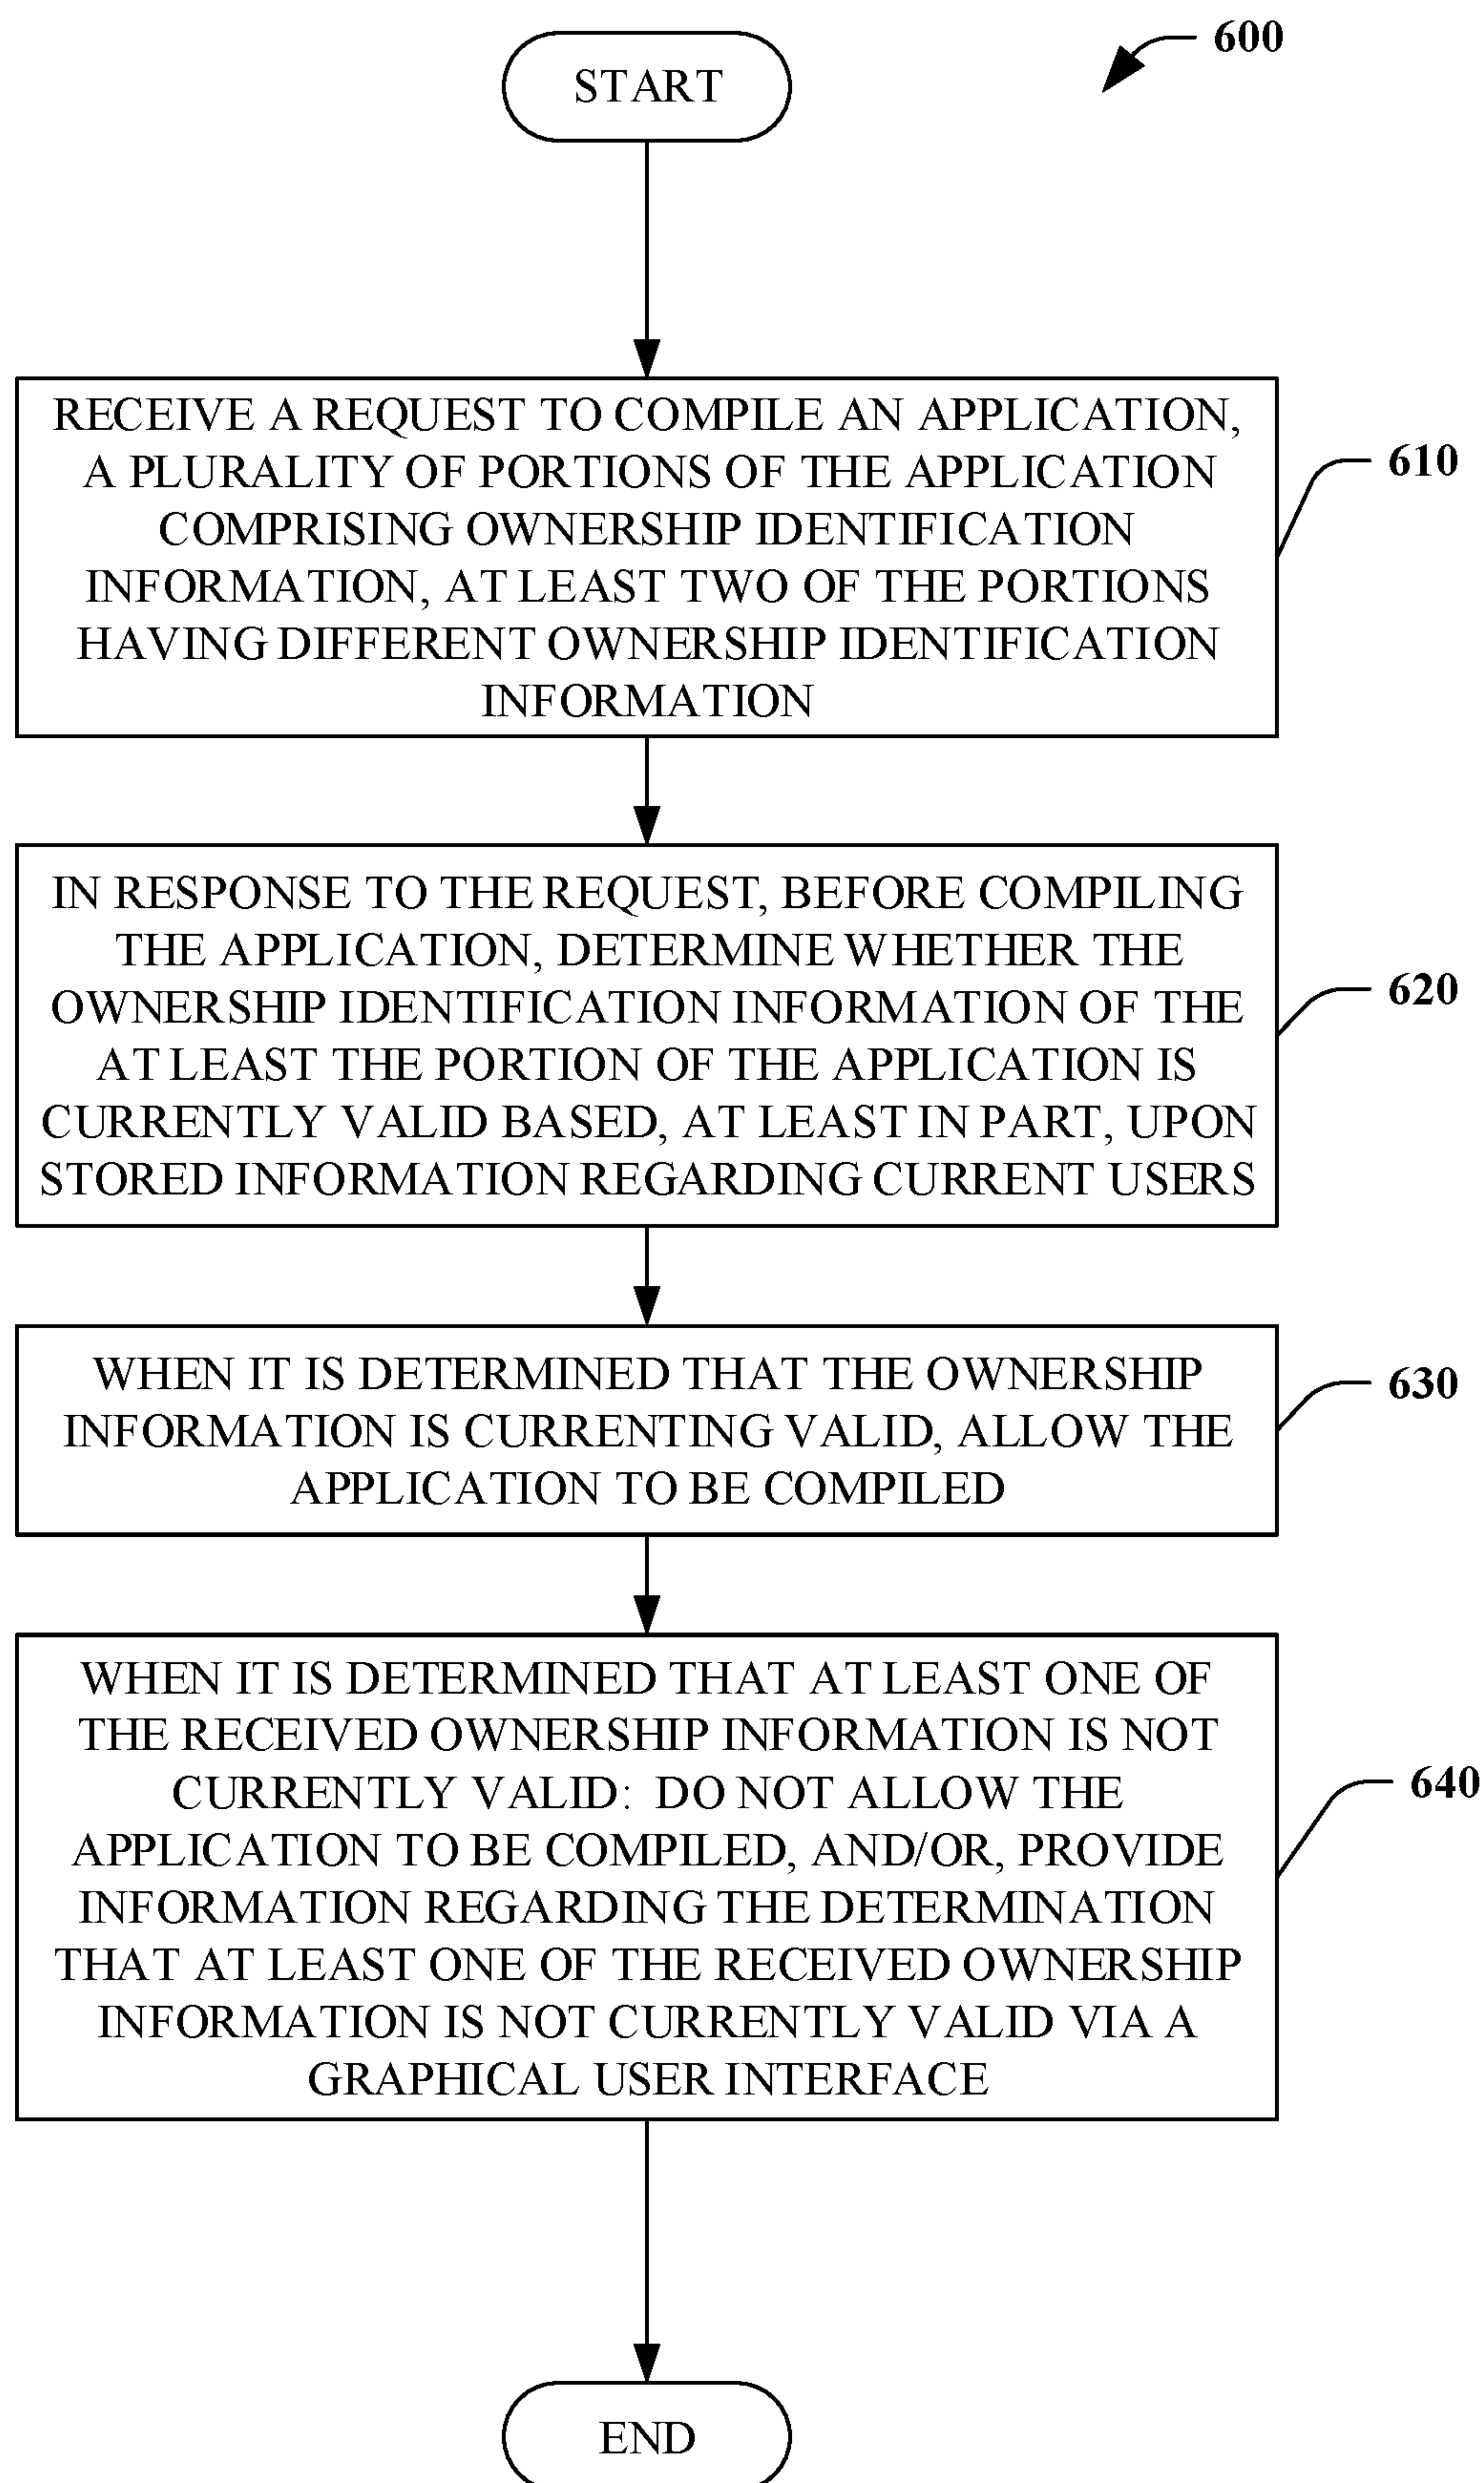 600
START
RECEIVE A REQUEST TO COMPILE AN APPLICATION,
A PLURALITY OF PORTIONS OF THE APPLICATION
COMPRISING OWNERSHIP IDENTIFICATION
INFORMATION, AT LEAST TWO OF THE PORTIONS
HAVING DIFFERENT OWNERSHIP IDENTIFICATION
INFORMATION
610
IN RESPONSE TO THE REQUEST, BEFORE COMPILING
THE APPLICATION, DETERMINE WHETHER THE
OWNERSHIP IDENTIFICATION INFORMATION OF THE
AT LEAST THE PORTION OF THE APPLICATION IS
CURRENTLY VALID BASED, AT LEAST IN PART, UPON
STORED INFORMATION REGARDING CURRENT USERS
620
WHEN IT IS DETERMINED THAT THE OWNERSHIP
INFORMATION IS CURRENTING VALID, ALLOW THE
APPLICATION TO BE COMPILED
630
WHEN IT IS DETERMINED THAT AT LEAST ONE OF
THE RECEIVED OWNERSHIP INFORMATION IS NOT
CURRENTLY VALID: DO NOT ALLOW THE
APPLICATION TO BE COMPILED, AND/OR, PROVIDE
INFORMATION REGARDING THE DETERMINATION
THAT AT LEAST ONE OF THE RECEIVED OWNERSHIP
INFORMATION IS NOT CURRENTLY VALID VIA A
GRAPHICAL USER INTERFACE
640
END